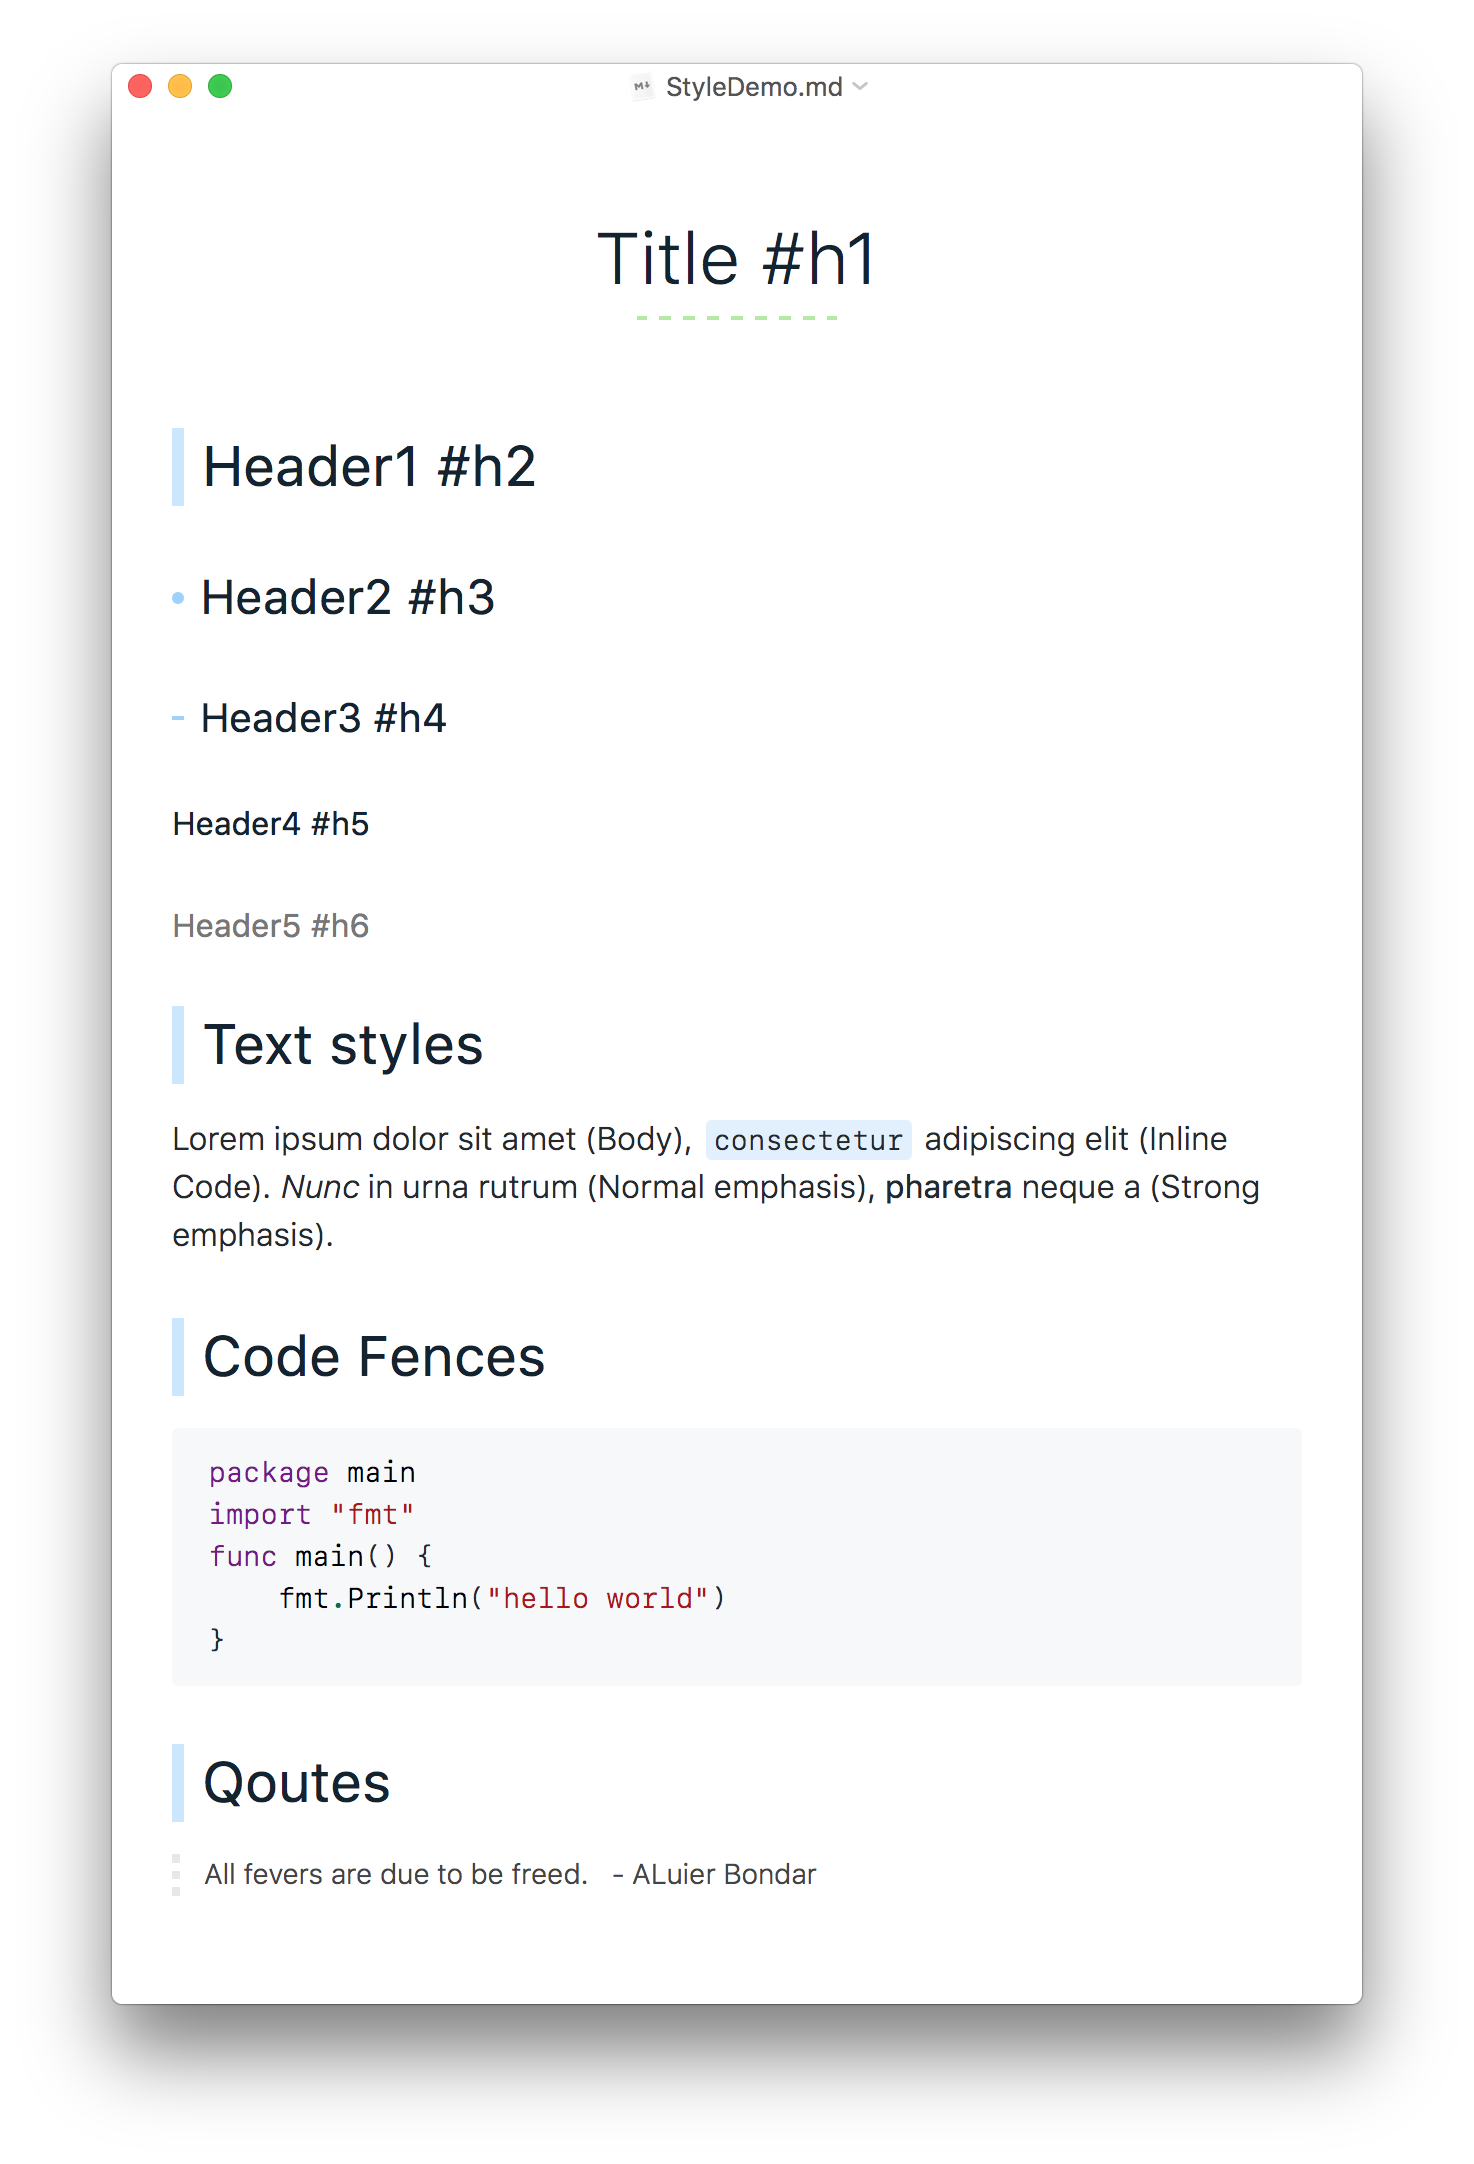 StyleDemo.md
Title #h1
Header1 #h2
Header2 #h3
Header3 #h4
Header4 #h5
Header5 #h6
Text styles
Lorem ipsum dolor sit amet (Body), consectetur adipiscing elit (Inline
Code). Nunc in urna rutrum (Normal emphasis), pharetra neque a (Strong
emphasis).
Code Fences
package main
import "fmt"
func main() {
    fmt.Println("hello world")
}
Qoutes
All fevers are due to be freed.   - ALuier Bondar